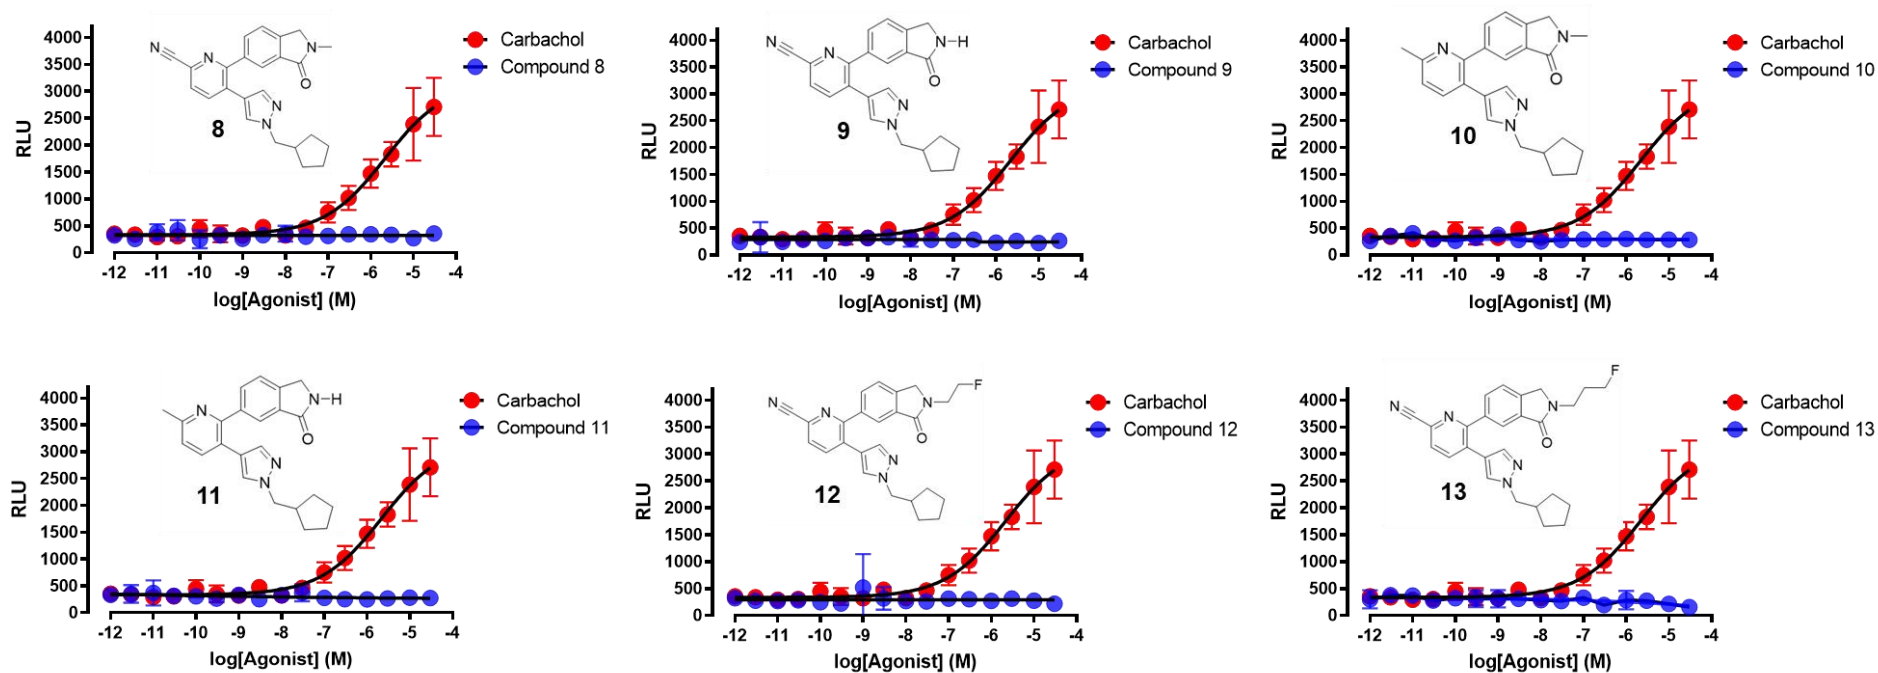 4000
3500
3000
2500
2000
1500
1000
500
0
RLU
-12 -11 -10 -9 -8 -7 -6 -5 -4
log[Agonist] (M)
N N N O N N
8
Carbachol
Compound 8
4000
3500
3000
2500
2000
1500
1000
500
0
RLU
-12 -11 -10 -9 -8 -7 -6 -5 -4
log[Agonist] (M)
N N N-H O N N
9
Carbachol
Compound 9
4000
3500
3000
2500
2000
1500
1000
500
0
RLU
-12 -11 -10 -9 -8 -7 -6 -5 -4
log[Agonist] (M)
N N O N N
10
Carbachol
Compound 10
4000
3500
3000
2500
2000
1500
1000
500
0
RLU
-12 -11 -10 -9 -8 -7 -6 -5 -4
log[Agonist] (M)
N N-H O N N
11
Carbachol
Compound 11
4000
3500
3000
2500
2000
1500
1000
500
0
RLU
-12 -11 -10 -9 -8 -7 -6 -5 -4
log[Agonist] (M)
F N N N O N N
12
Carbachol
Compound 12
4000
3500
3000
2500
2000
1500
1000
500
0
RLU
-12 -11 -10 -9 -8 -7 -6 -5 -4
log[Agonist] (M)
F N N N O N N
13
Carbachol
Compound 13